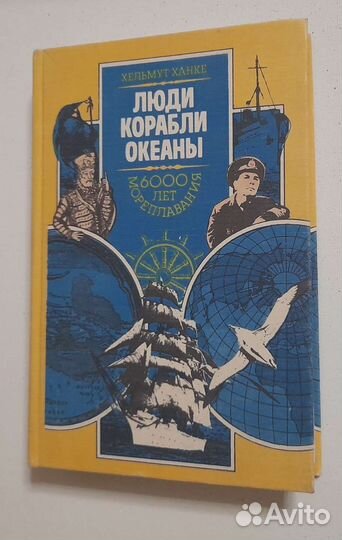 ХЕЛЬМУТ ХАНКЕ
ЛЮДИ
КОРАБЛИ
ОКЕАНЫ
6000
ЛЕТ
МОРЕПЛАВАНИЯ
Avito